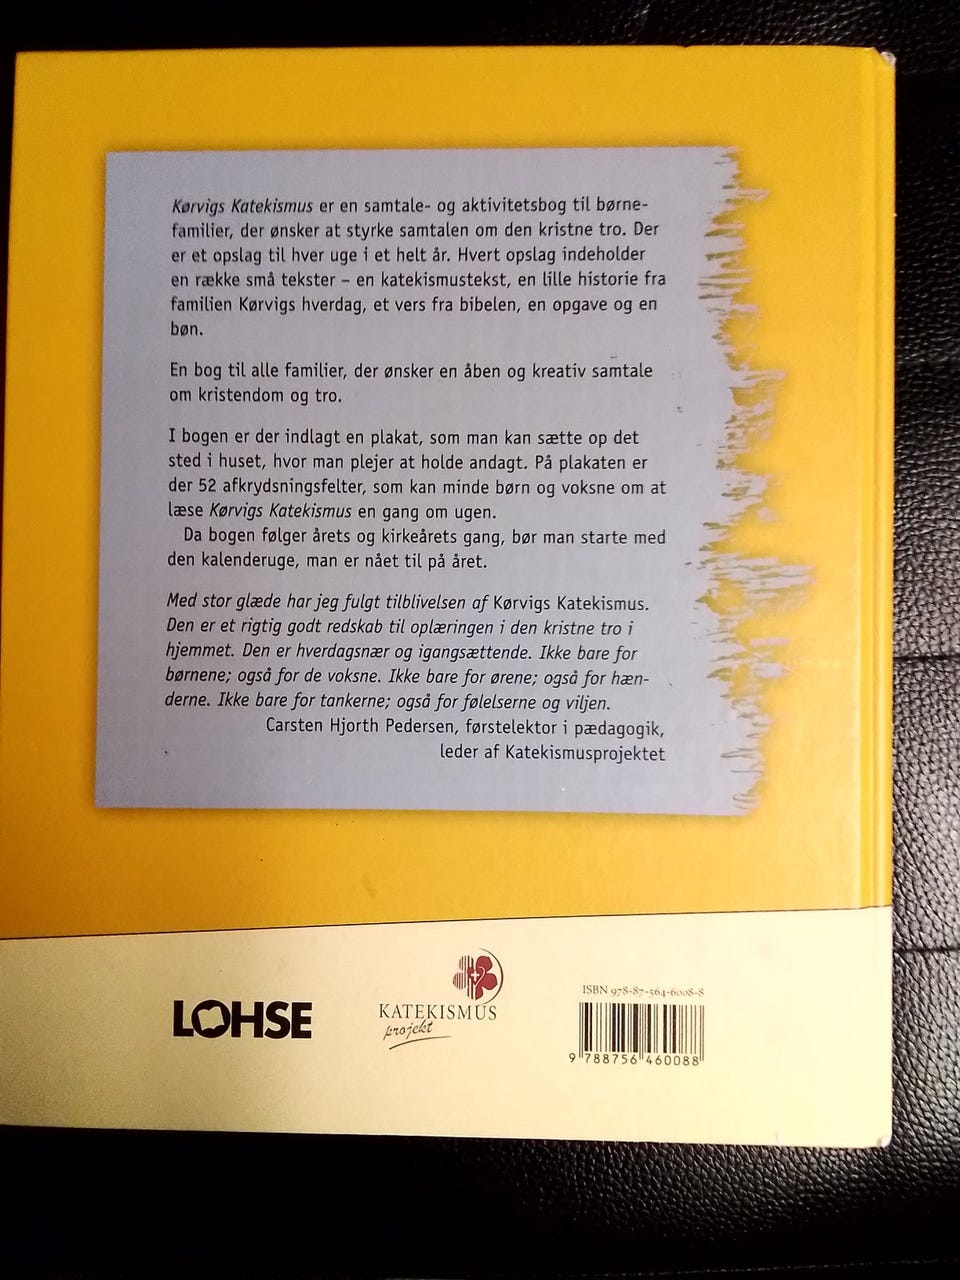 Kørvigs Katekismus er en samtale- og aktivitetsbog til børne-
familier, der ønsker at styrke samtalen om den kristne tro. Der
er et opslag til hver uge i et helt år. Hvert opslag indeholder
en række små tekster – en katekismustekst, en lille historie fra
familien Kørvigs hverdag, et vers fra bibelen, en opgave og en
bøn.
En bog til alle familier, der ønsker en åben og kreativ samtale
om kristendom og tro.
I bogen er der indlagt en plakat, som man kan sætte op det
sted i huset, hvor man plejer at holde andagt. På plakaten er
der 52 afkrydsningsfelter, som kan minde børn og voksne om at
læse Kørvigs Katekismus en gang om ugen.
Da bogen følger årets og kirkeårets gang, bør man starte med
den kalenderuge, man er nået til på året.
Med stor glæde har jeg fulgt tilblivelsen af Kørvigs Katekismus.
Den er et rigtig godt redskab til oplæringen i den kristne tro i
hjemmet. Den er hverdagsnær og igangsættende. Ikke bare for
børnene; også for de voksne. Ikke bare for ørene; også for hæn-
derne. Ikke bare for tankerne; også for følelserne og viljen.
Carsten Hjorth Pedersen, førstelektor i pædagogik,
leder af Katekismusprojektet
LOHSE
KATEKISMUS
projekt
ISBN 978-87-564-6008-8
9 788756 460088